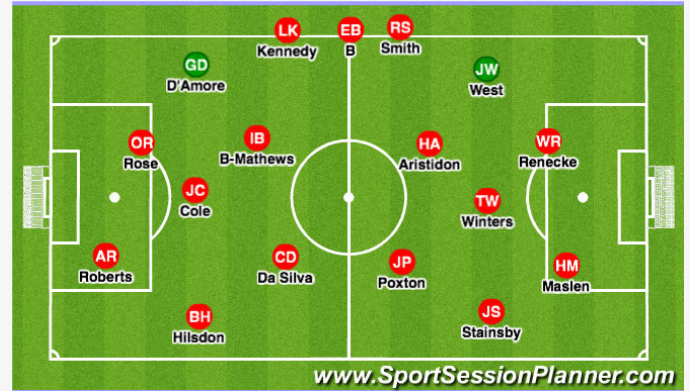 LK
Kennedy
EB
B
RS
Smith
GD
D'Amore
JW
West
OR
Rose
IB
B-Mathews
HA
Aristidon
WR
Renecke
JC
Cole
TW
Winters
AR
Roberts
CD
Da Silva
JP
Poxton
HM
Maslen
BH
Hilsdon
JS
Stainsby
www.SportSessionPlanner.com